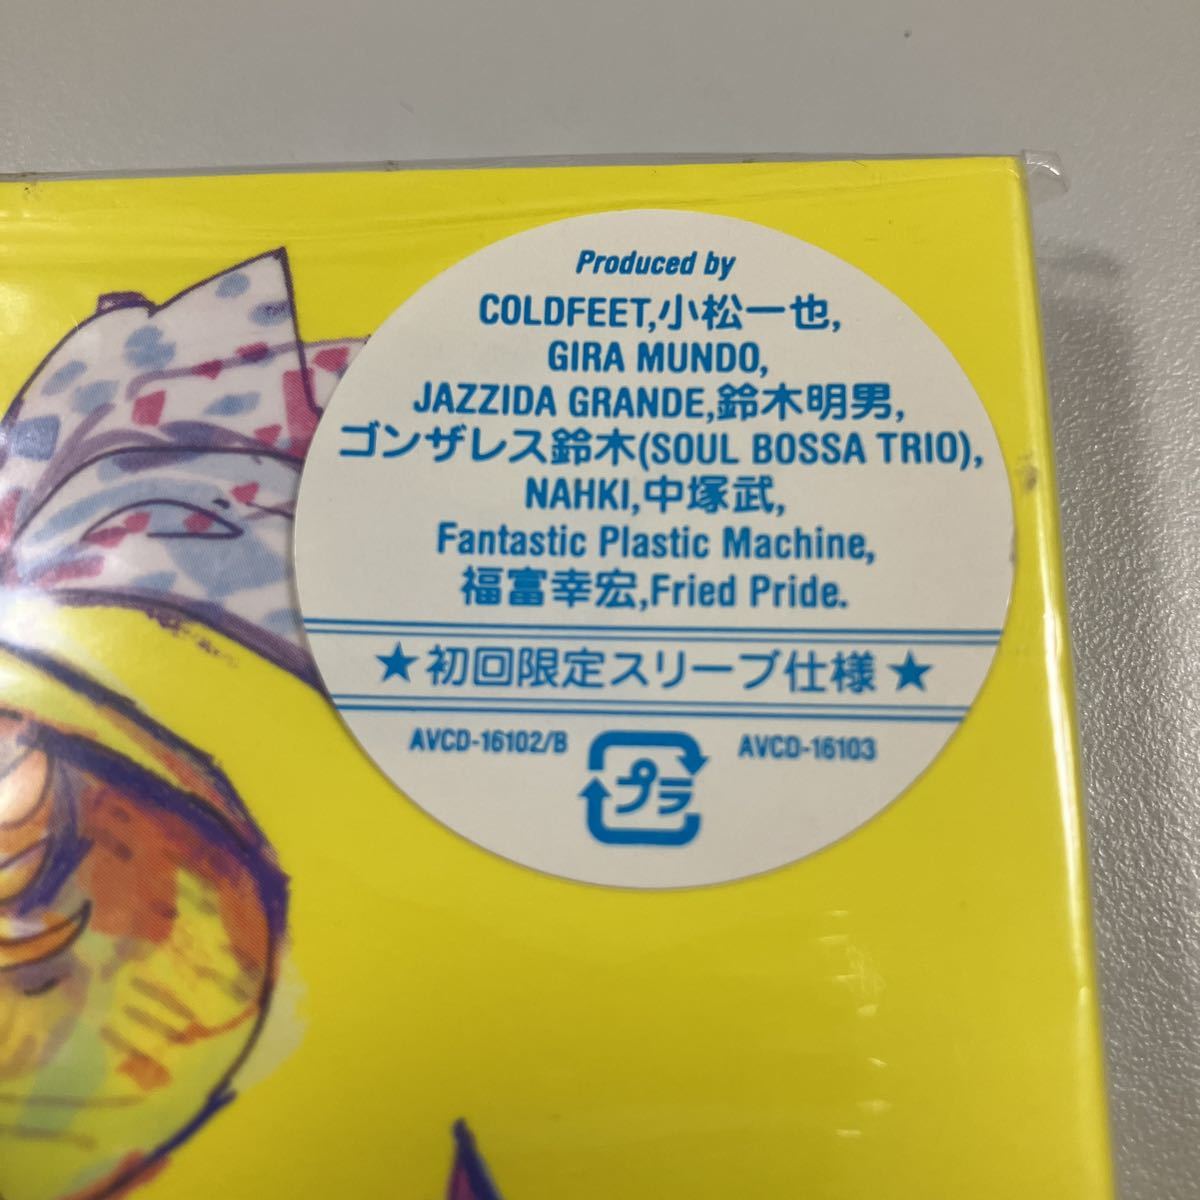 Produced by
COLDFEET,小松一也,
GIRA MUNDO,
JAZZIDA GRANDE,鈴木明男,
ゴンザレス鈴木(SOUL BOSSA TRIO),
NAHKI,中塚武,
Fantastic Plastic Machine,
福富幸宏,Fried Pride.
★初回限定スリーブ仕様★
AVCD-16102/B プラ AVCD-16103